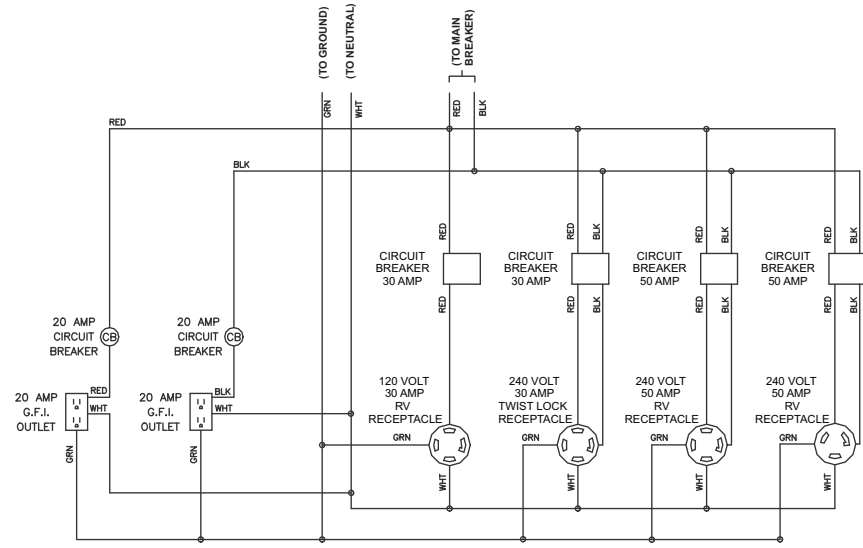 (TO GROUND)
(TO NEUTRAL)
(TO MAIN
BREAKER)
GRN
WHT
RED
BLK
RED
BLK
RED
RED
BLK
RED
BLK
RED
BLK
CIRCUIT
BREAKER
30 AMP
CIRCUIT
BREAKER
30 AMP
CIRCUIT
BREAKER
50 AMP
CIRCUIT
BREAKER
50 AMP
RED
RED
BLK
RED
BLK
RED
BLK
20 AMP
CIRCUIT
BREAKER
CB
20 AMP
CIRCUIT
BREAKER
CB
20 AMP
G.F.I.
OUTLET
RED
WHT
GRN
20 AMP
G.F.I.
OUTLET
BLK
WHT
GRN
120 VOLT
30 AMP
RV
RECEPTACLE
240 VOLT
30 AMP
TWIST LOCK
RECEPTACLE
240 VOLT
50 AMP
RV
RECEPTACLE
240 VOLT
50 AMP
RV
RECEPTACLE
GRN
GRN
GRN
GRN
WHT
WHT
WHT
WHT